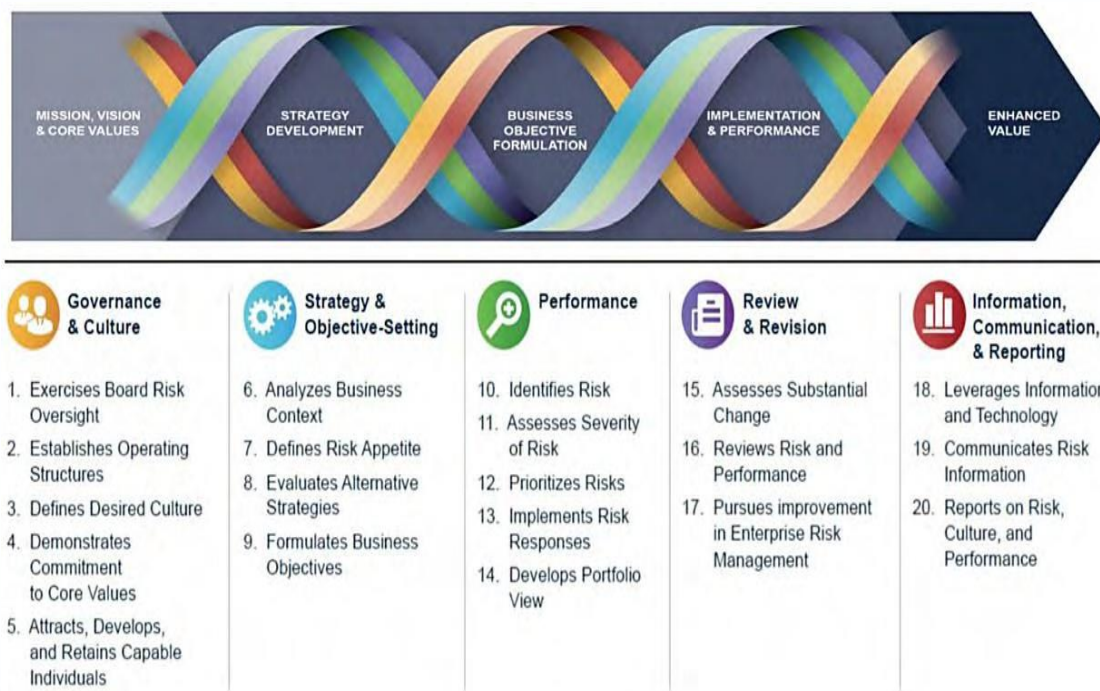 MISSION, VISION
& CORE VALUES
STRATEGY
DEVELOPMENT
BUSINESS
OBJECTIVE
FORMULATION
IMPLEMENTATION
& PERFORMANCE
ENHANCED
VALUE
Governance
& Culture
1. Exercises Board Risk
Oversight
2. Establishes Operating
Structures
3. Defines Desired Culture
4. Demonstrates
Commitment
to Core Values
5. Attracts, Develops,
and Retains Capable
Individuals
Strategy &
Objective-Setting
6. Analyzes Business
Context
7. Defines Risk Appetite
8. Evaluates Alternative
Strategies
9. Formulates Business
Objectives
Performance
10. Identifies Risk
11. Assesses Severity
of Risk
12. Prioritizes Risks
13. Implements Risk
Responses
14. Develops Portfolio
View
Review
& Revision
15. Assesses Substantial
Change
16. Reviews Risk and
Performance
17. Pursues improvement
in Enterprise Risk
Management
Information,
Communication,
& Reporting
18. Leverages Information
and Technology
19. Communicates Risk
Information
20. Reports on Risk,
Culture, and
Performance